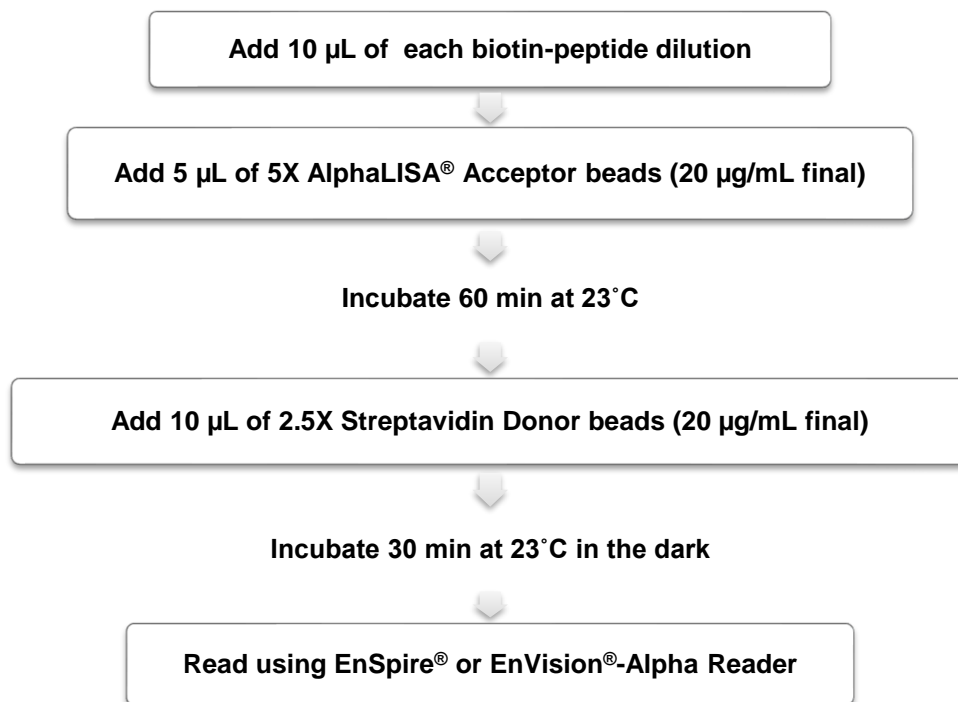 Add 10 µL of  each biotin-peptide dilution
Add 5 µL of 5X AlphaLISA® Acceptor beads (20 µg/mL final)
Incubate 60 min at 23˚C
Add 10 µL of 2.5X Streptavidin Donor beads (20 µg/mL final)
Incubate 30 min at 23˚C in the dark
Read using EnSpire® or EnVision®-Alpha Reader